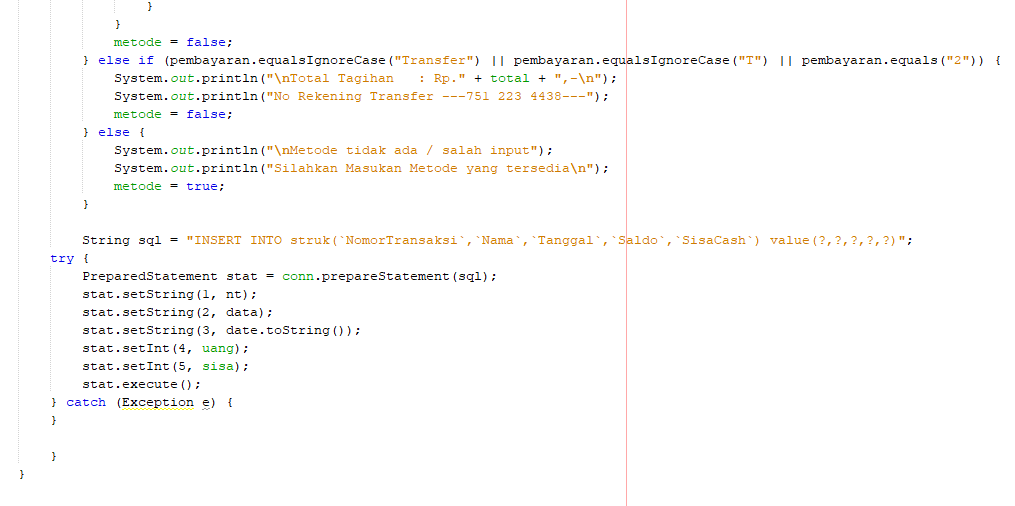 }
}
metode = false;
} else if (pembayaran.equalsIgnoreCase("Transfer") || pembayaran.equalsIgnoreCase("T") || pembayaran.equals("2")) {
System.out.println("\nTotal Tagihan   : Rp." + total + ",-\n");
System.out.println("No Rekening Transfer ---751 223 4438---");
metode = false;
} else {
System.out.println("\nMetode tidak ada / salah input");
System.out.println("Silahkan Masukan Metode yang tersedia\n");
metode = true;
}
String sql = "INSERT INTO struk(`NomorTransaksi`,`Nama`,`Tanggal`,`Saldo`,`SisaCash`) value(?,?,?,?,?)";
try {
PreparedStatement stat = conn.prepareStatement(sql);
stat.setString(1, nt);
stat.setString(2, data);
stat.setString(3, date.toString());
stat.setInt(4, uang);
stat.setInt(5, sisa);
stat.execute();
} catch (Exception e) {
}
}
}